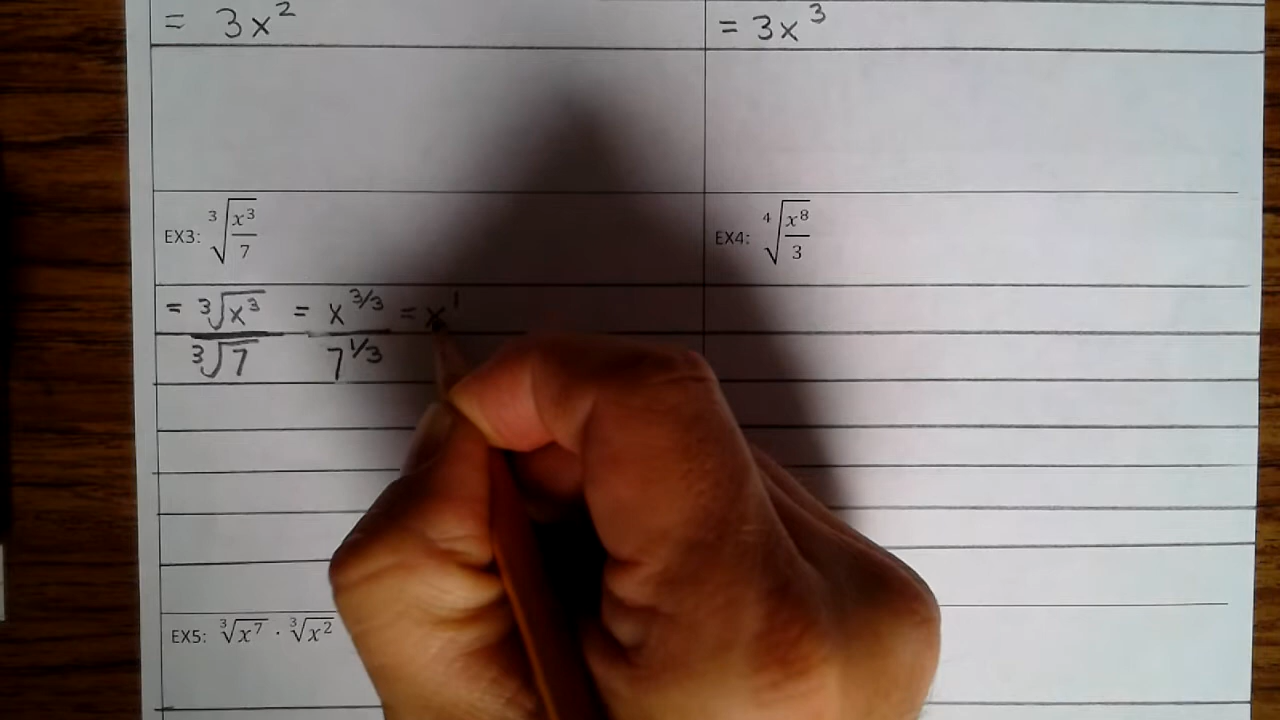 = 3x²
= 3x³
EX3: ∛(x³/7)
EX4: ∜(x⁸/3)
= ∛x³ / ∛7 = x^(3/3) / 7^(1/3) = x¹
EX5: ∛x⁷ · ∛x²